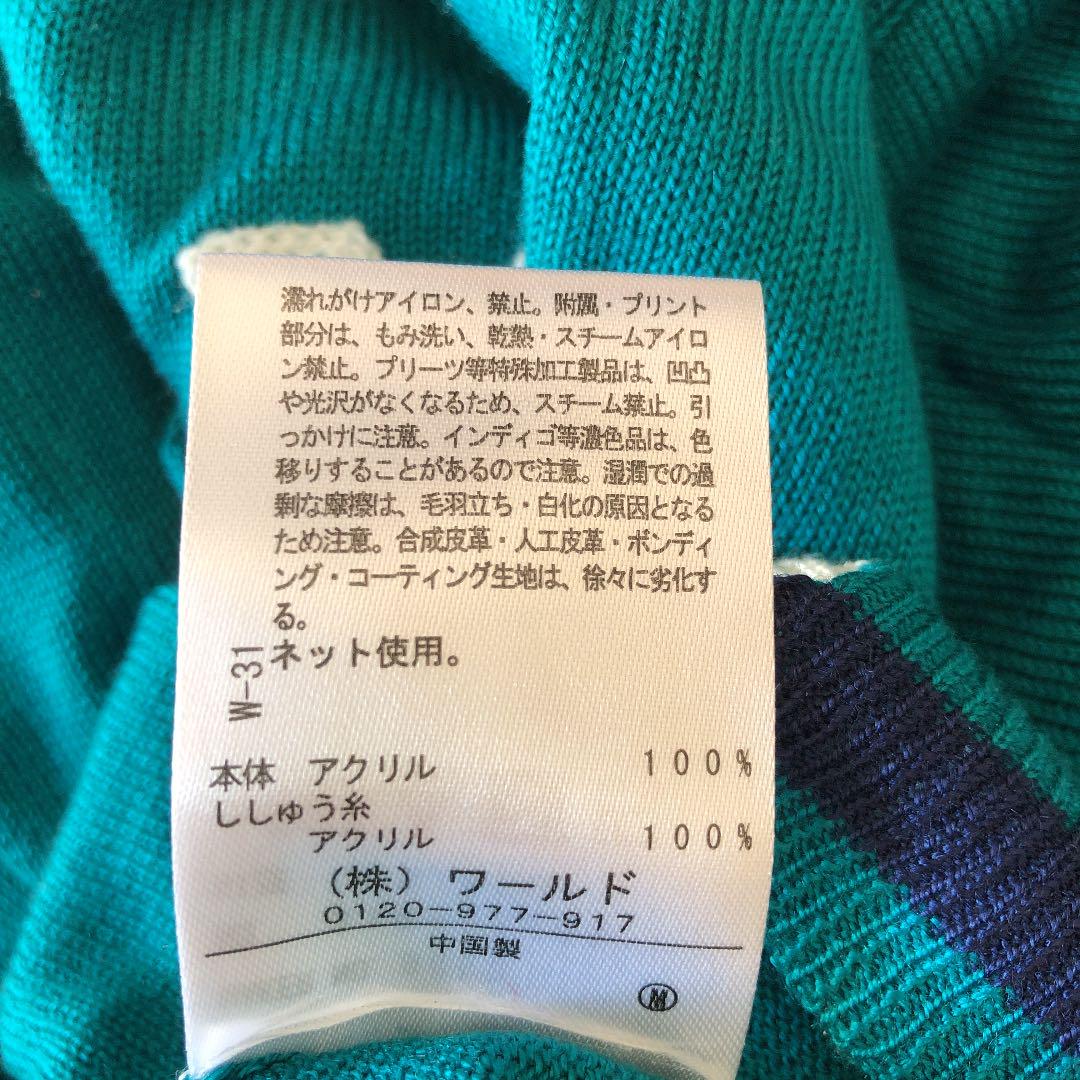 濡れがけアイロン、禁止。附属・プリント
部分は、もみ洗い、乾熱・スチームアイロ
ン禁止。プリーツ等特殊加工製品は、凹凸
や光沢がなくなるため、スチーム禁止。引
っかけに注意。インディゴ等濃色品は、色
移りすることがあるので注意。湿潤での過
剰な摩擦は、毛羽立ち・白化の原因となる
ため注意。合成皮革・人工皮革・ボンディ
ング・コーティング生地は、徐々に劣化す
る。
ネット使用。
W-31
本体 アクリル 100%
ししゅう糸
アクリル 100%
(株) ワールド
0120-977-917
中国製
M